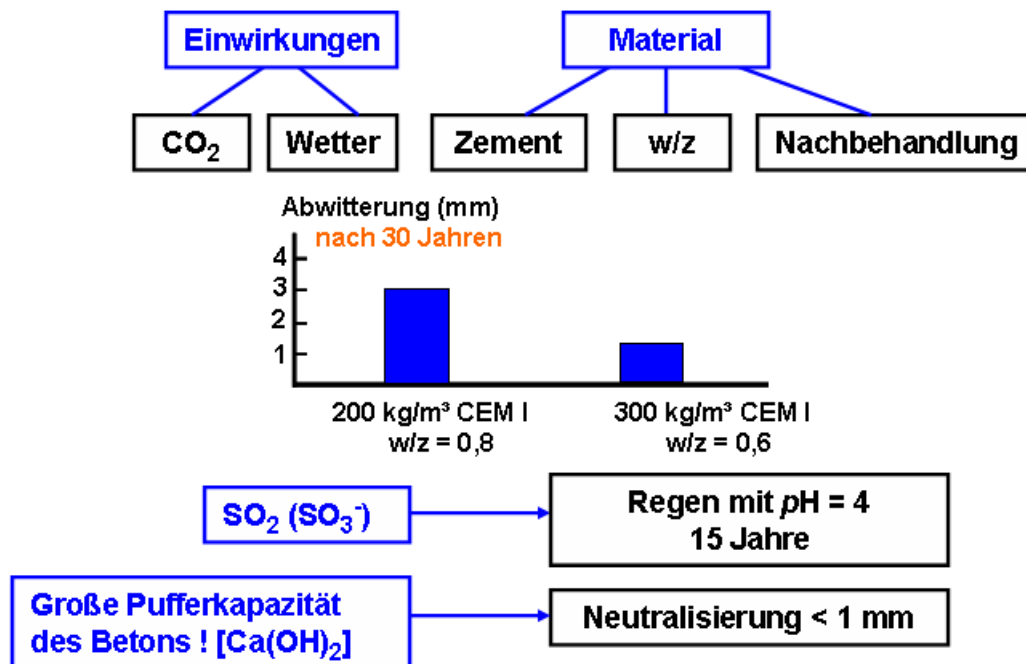 Einwirkungen
Material
CO₂
Wetter
Zement
w/z
Nachbehandlung
Abwitterung (mm)
nach 30 Jahren
4
3
2
1
200 kg/m³ CEM I
w/z = 0,8
300 kg/m³ CEM I
w/z = 0,6
SO₂ (SO₃⁻)
Regen mit pH = 4
15 Jahre
Große Pufferkapazität
des Betons ! [Ca(OH)₂]
Neutralisierung < 1 mm